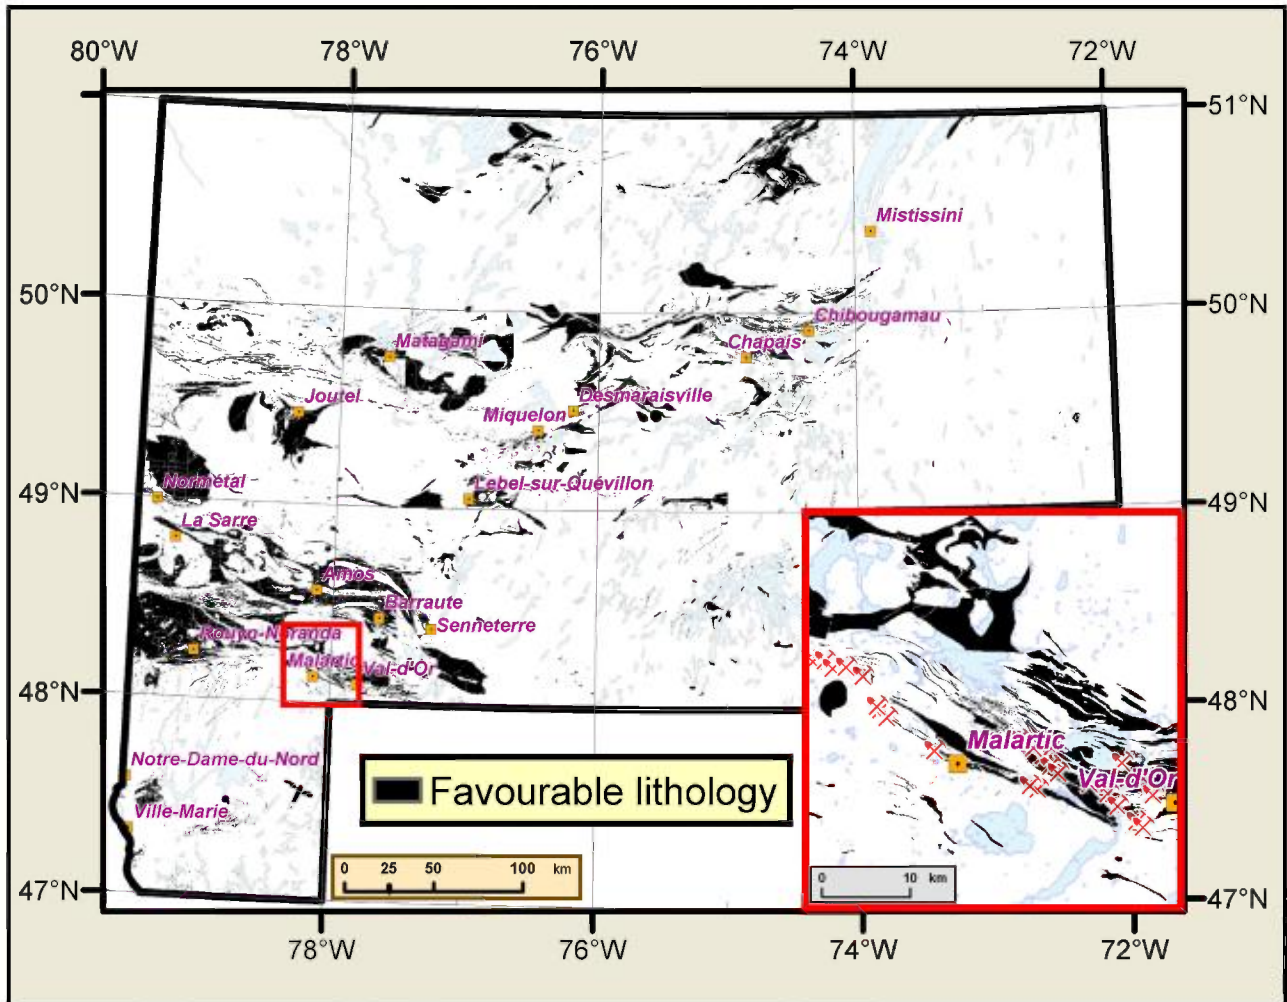 80°W 78°W 76°W 74°W 72°W
51°N
Mistissini
50°N 50°N
Chibougamau
Matagami
Chapais
Joutel
Desmaraisville
Miquelon
Normétal
Lebel-sur-Quévillon
49°N 49°N
La Sarre
Amos
Barraute
Senneterre
Rouyn-Noranda
Malartic
Val-d'Or
48°N 48°N
Malartic
Val-d'Or
Notre-Dame-du-Nord
Ville-Marie
Favourable lithology
0 25 50 100 km
0 10 km
47°N 47°N
78°W 76°W 74°W 72°W